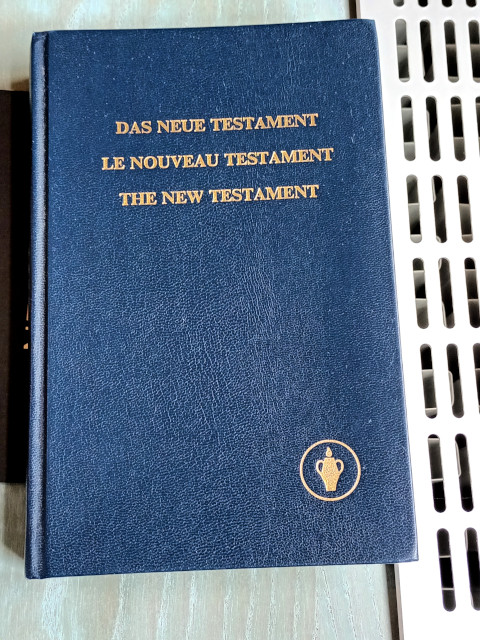 DAS NEUE TESTAMENT
LE NOUVEAU TESTAMENT
THE NEW TESTAMENT